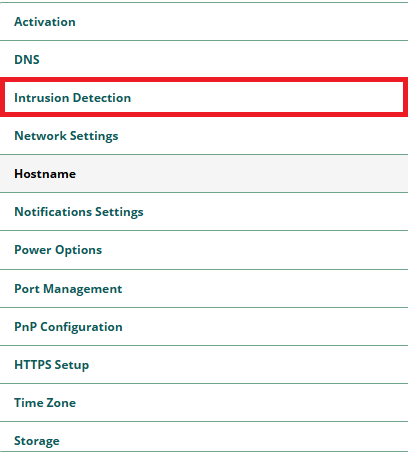 Activation
DNS
Intrusion Detection
Network Settings
Hostname
Notifications Settings
Power Options
Port Management
PnP Configuration
HTTPS Setup
Time Zone
Storage